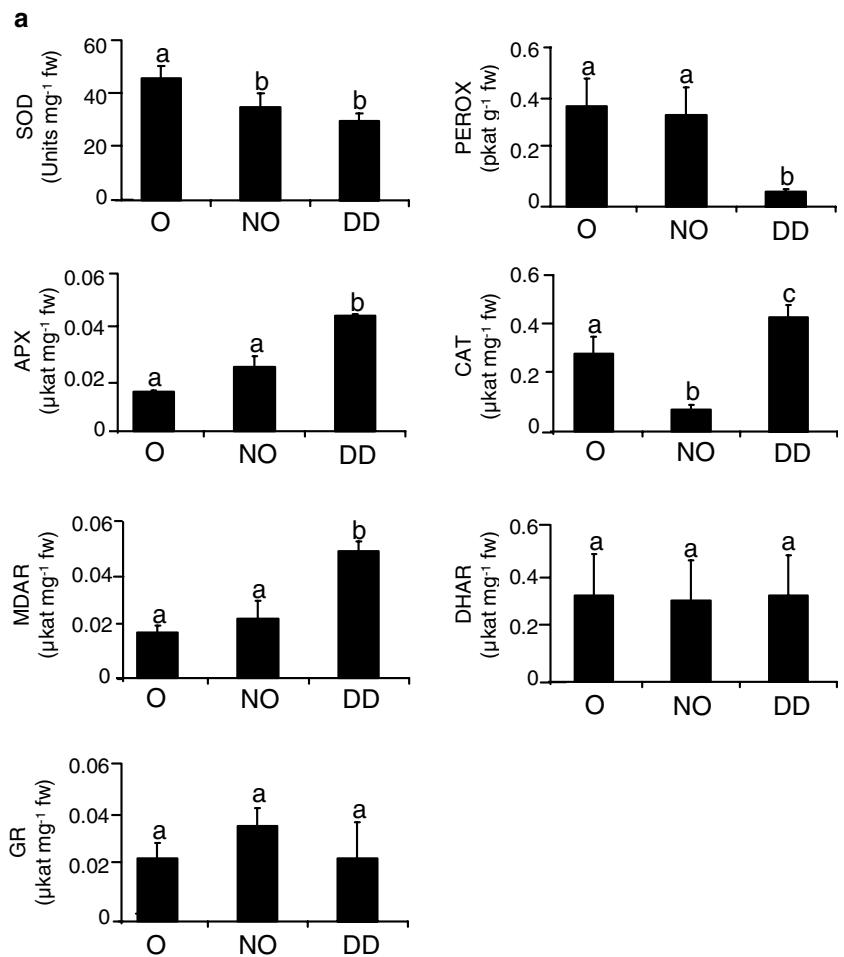 a
SOD
(Units mg⁻¹ fw)
60
40
20
0
a
b
b
O NO DD
PEROX
(pkat g⁻¹ fw)
0.6
0.4
0.2
0
a
a
b
O NO DD
APX
(µkat mg⁻¹ fw)
0.06
0.04
0.02
0
a
a
b
O NO DD
CAT
(µkat mg⁻¹ fw)
0.6
0.4
0.2
0
a
b
c
O NO DD
MDAR
(µkat mg⁻¹ fw)
0.06
0.04
0.02
0
a
a
b
O NO DD
DHAR
(µkat mg⁻¹ fw)
0.6
0.4
0.2
0
a
a
a
O NO DD
GR
(µkat mg⁻¹ fw)
0.06
0.04
0.02
0
a
a
a
O NO DD